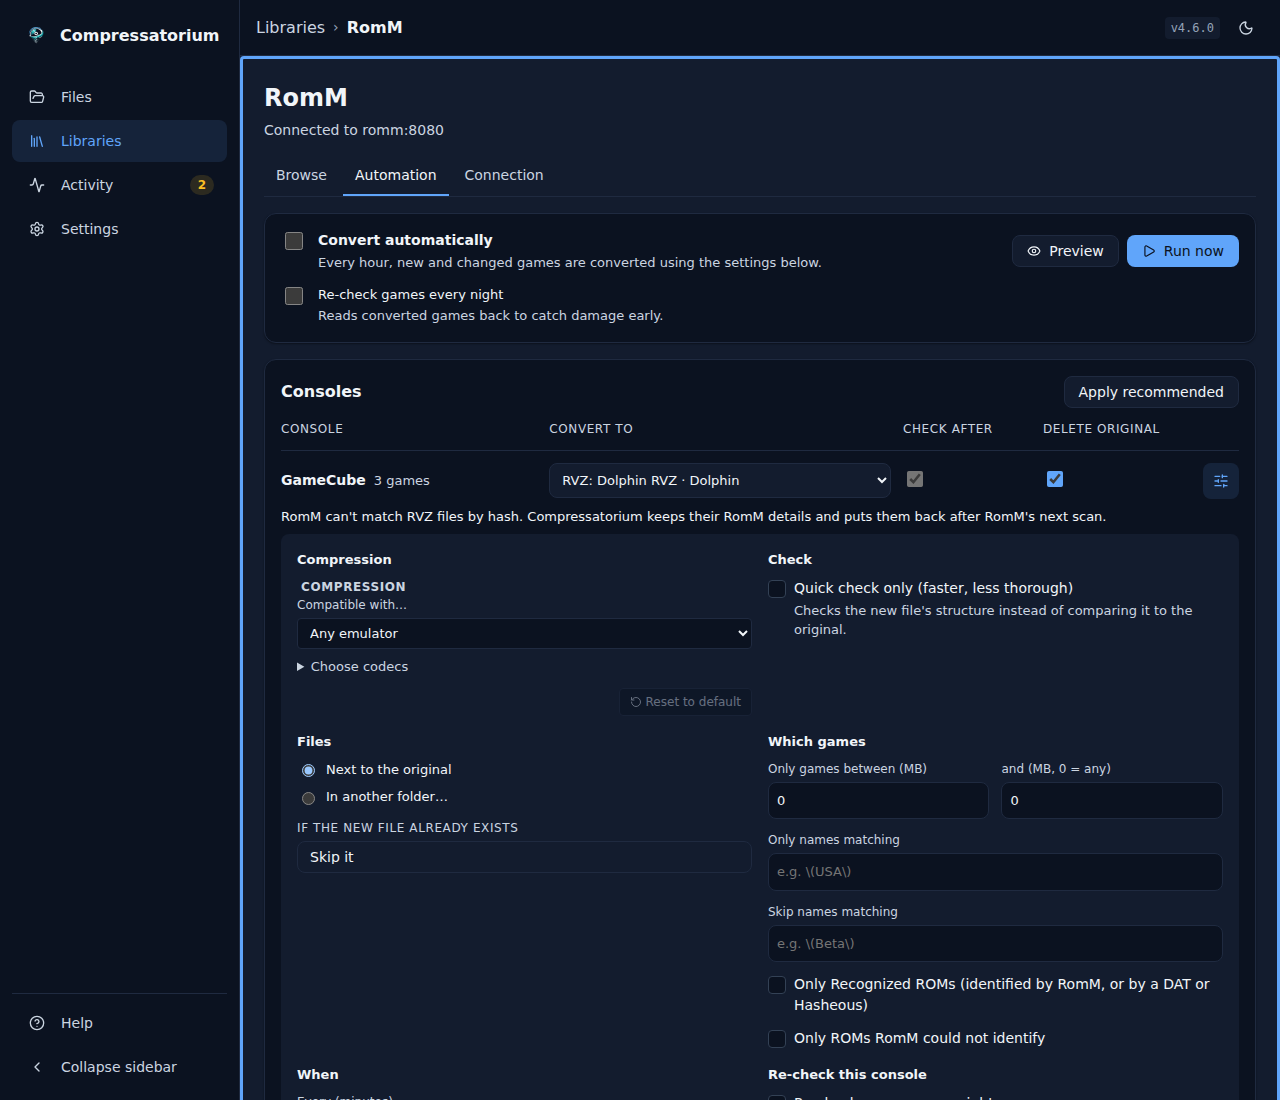 Compressatorium
Libraries › RomM
v4.6.0
Files
Libraries
Activity
2
Settings
Help
Collapse sidebar
RomM
Connected to romm:8080
Browse
Automation
Connection
Convert automatically
Every hour, new and changed games are converted using the settings below.
Preview
Run now
Re-check games every night
Reads converted games back to catch damage early.
Consoles
Apply recommended
CONSOLE
CONVERT TO
CHECK AFTER
DELETE ORIGINAL
GameCube 3 games
RVZ: Dolphin RVZ · Dolphin
RomM can't match RVZ files by hash. Compressatorium keeps their RomM details and puts them back after RomM's next scan.
Compression
COMPRESSION
Compatible with...
Any emulator
Choose codecs
Reset to default
Check
Quick check only (faster, less thorough)
Checks the new file's structure instead of comparing it to the
original.
Files
Next to the original
In another folder...
IF THE NEW FILE ALREADY EXISTS
Skip it
Which games
Only games between (MB)
and (MB, 0 = any)
0
0
Only names matching
e.g. \(USA\)
Skip names matching
e.g. \(Beta\)
Only Recognized ROMs (identified by RomM, or by a DAT or
Hasheous)
Only ROMs RomM could not identify
When
Every (minutes)
Re-check this console